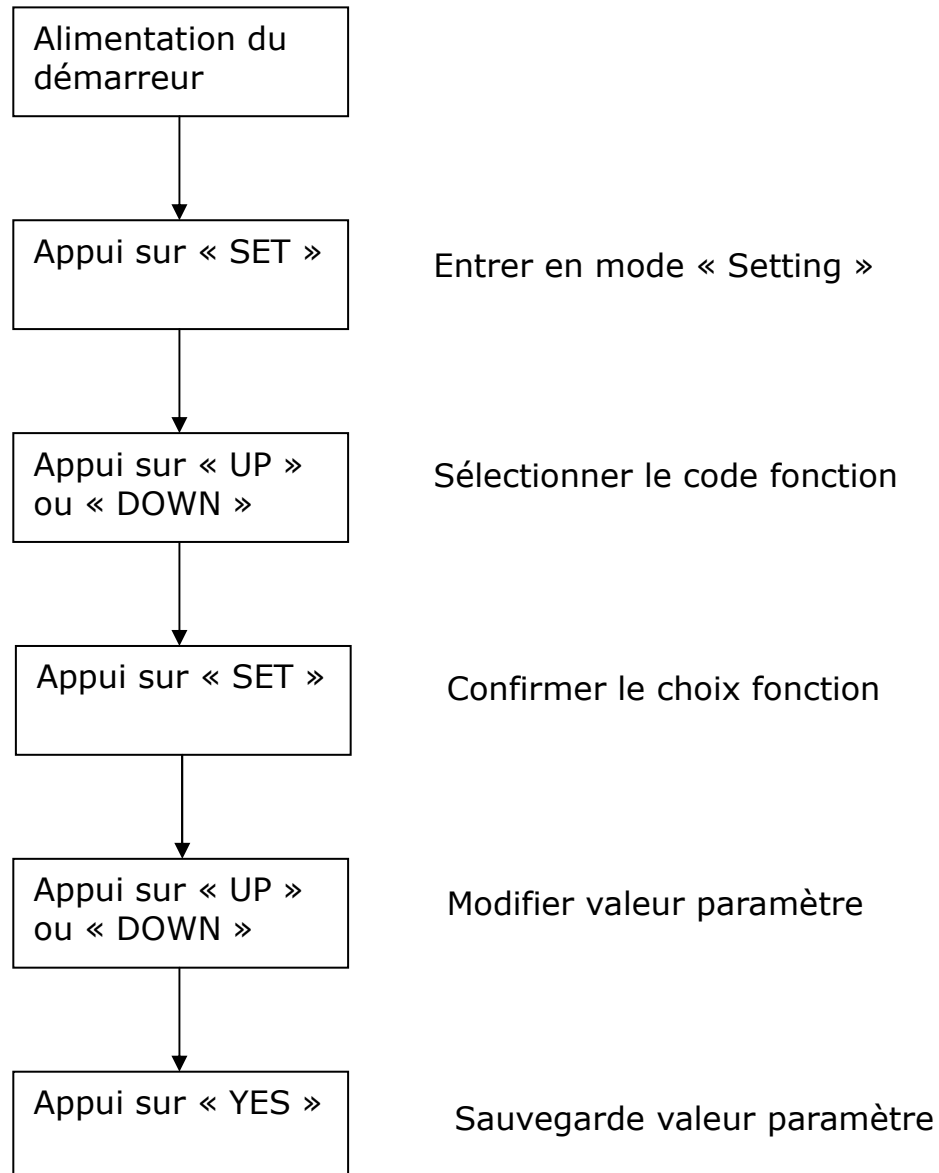 Alimentation du
démarreur
Appui sur « SET »
Entrer en mode « Setting »
Appui sur « UP »
ou « DOWN »
Sélectionner le code fonction
Appui sur « SET »
Confirmer le choix fonction
Appui sur « UP »
ou « DOWN »
Modifier valeur paramètre
Appui sur « YES »
Sauvegarde valeur paramètre